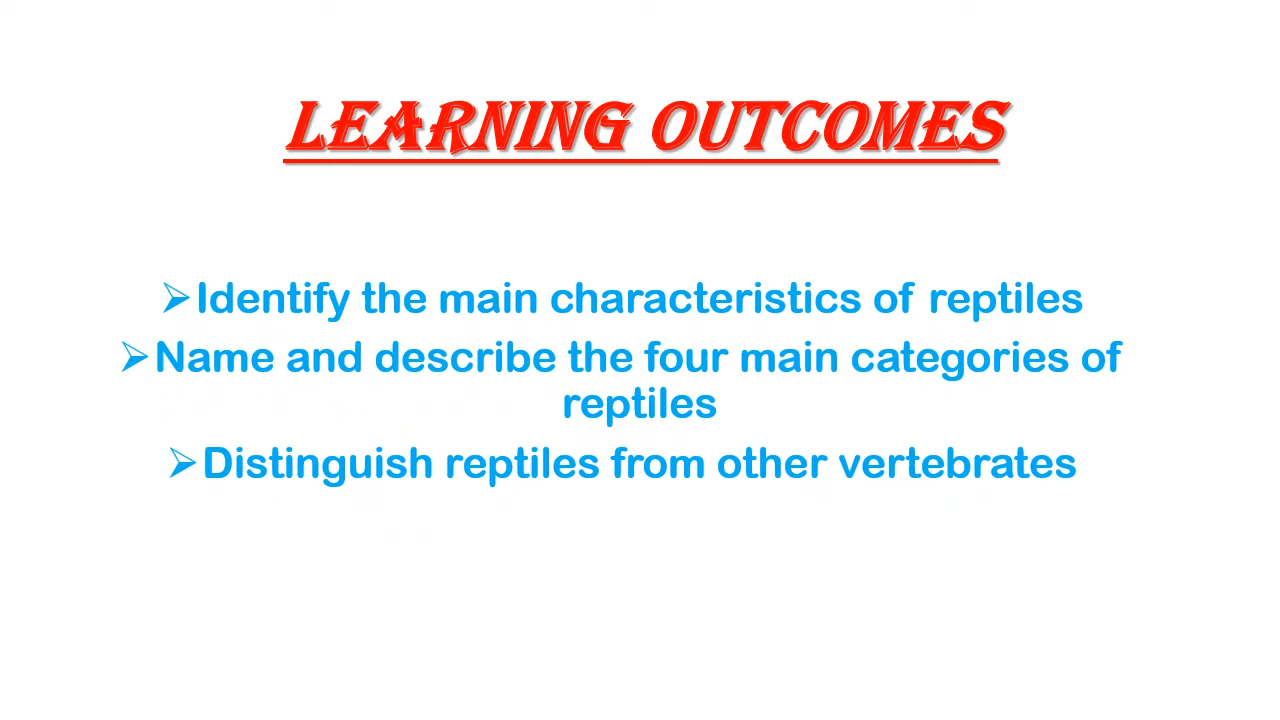 LEARNING OUTCOMES
➢Identify the main characteristics of reptiles
➢Name and describe the four main categories of
reptiles
➢Distinguish reptiles from other vertebrates